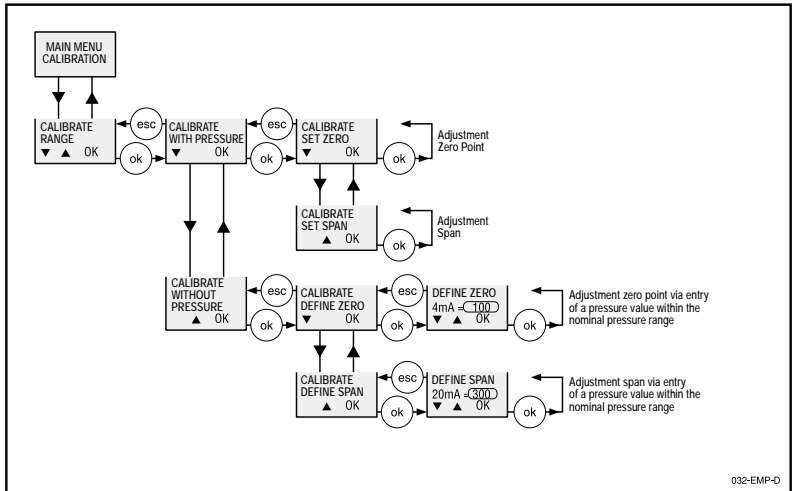 MAIN MENU
CALIBRATION
CALIBRATE
RANGE
▼ ▲ OK
esc
ok
CALIBRATE
WITH PRESSURE
▼ OK
esc
ok
CALIBRATE
SET ZERO
▼ OK
ok
Adjustment
Zero Point
CALIBRATE
SET SPAN
▲ OK
ok
Adjustment
Span
CALIBRATE
WITHOUT
PRESSURE
▲ OK
esc
ok
CALIBRATE
DEFINE ZERO
▼ OK
esc
ok
DEFINE ZERO
4mA = 100
▼ ▲ OK
ok
Adjustment zero point via entry
of a pressure value within the
nominal pressure range
CALIBRATE
DEFINE SPAN
▲ OK
esc
ok
DEFINE SPAN
20mA = 300
▼ ▲ OK
ok
Adjustment span via entry
of a pressure value within the
nominal pressure range
032-EMP-D